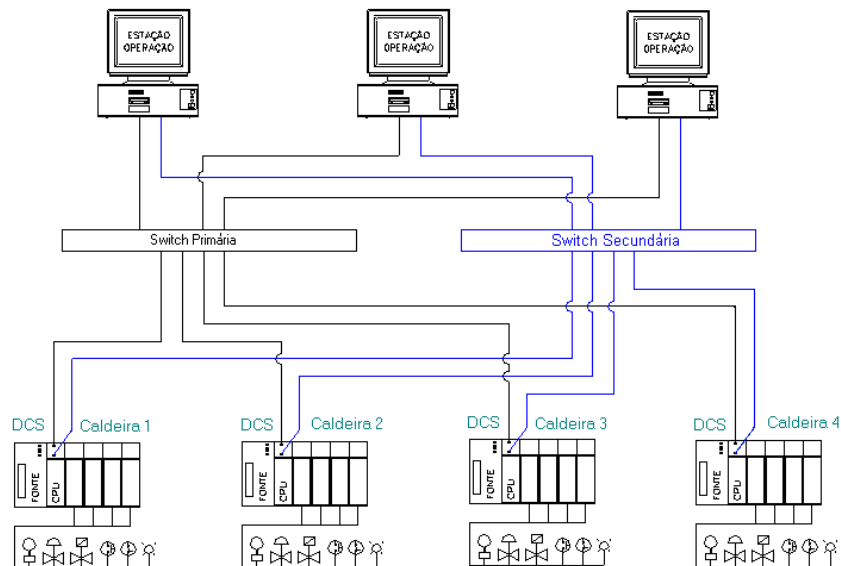 ESTAÇÃO
OPERAÇÃO
ESTAÇÃO
OPERAÇÃO
ESTAÇÃO
OPERAÇÃO
Switch Primária
Switch Secundária
DCS Caldeira 1
DCS Caldeira 2
DCS Caldeira 3
DCS Caldeira 4
FONTE
CPU
FONTE
CPU
FONTE
CPU
FONTE
CPU